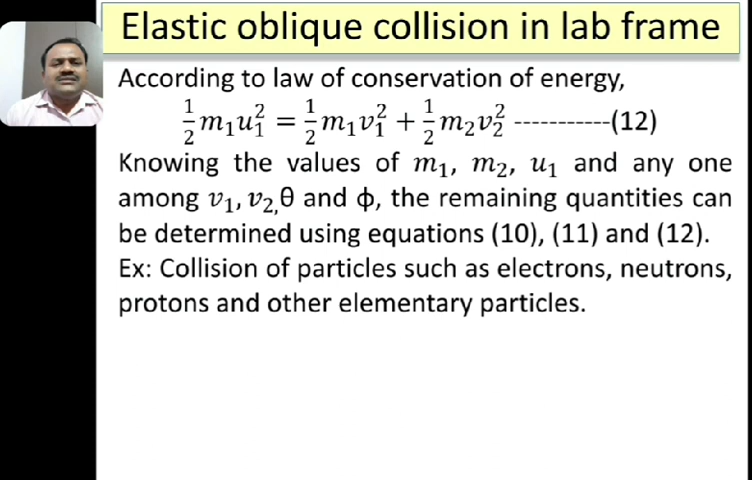 Elastic oblique collision in lab frame
According to law of conservation of energy,
½m₁u₁² = ½m₁v₁² + ½m₂v₂² -----------(12)
Knowing the values of m₁, m₂, u₁ and any one
among v₁, v₂,θ and ϕ, the remaining quantities can
be determined using equations (10), (11) and (12).
Ex: Collision of particles such as electrons, neutrons,
protons and other elementary particles.